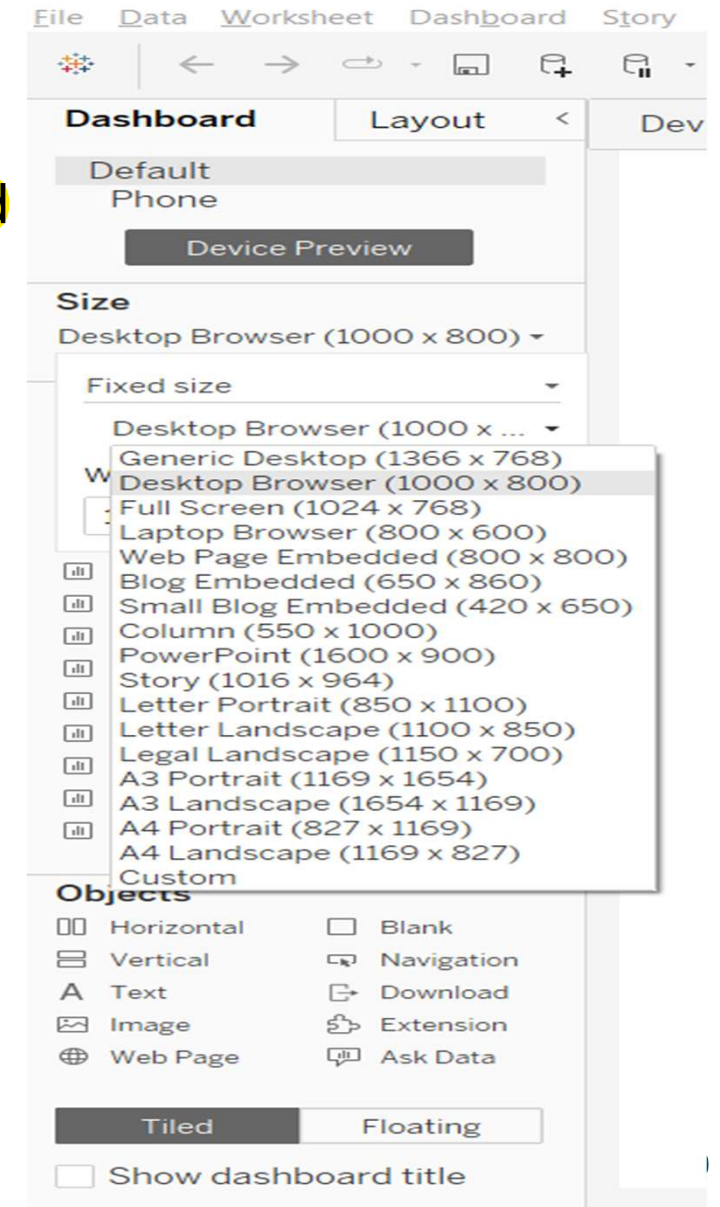 File Data Worksheet Dashboard Story
Dashboard Layout < Dev
Default
Phone
Device Preview
Size
Desktop Browser (1000 x 800)
Fixed size
Desktop Browser (1000 x ...
W
Generic Desktop (1366 x 768)
Desktop Browser (1000 x 800)
Full Screen (1024 x 768)
Laptop Browser (800 x 600)
Web Page Embedded (800 x 800)
Blog Embedded (650 x 860)
Small Blog Embedded (420 x 650)
Column (550 x 1000)
PowerPoint (1600 x 900)
Story (1016 x 964)
Letter Portrait (850 x 1100)
Letter Landscape (1100 x 850)
Legal Landscape (1150 x 700)
A3 Portrait (1169 x 1654)
A3 Landscape (1654 x 1169)
A4 Portrait (827 x 1169)
A4 Landscape (1169 x 827)
Custom
Objects
Horizontal Blank
Vertical Navigation
A Text Download
Image Extension
Web Page Ask Data
Tiled Floating
Show dashboard title